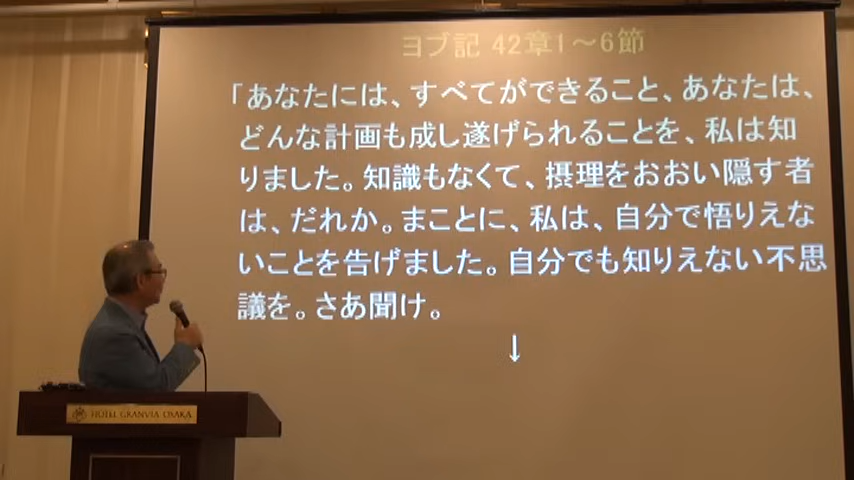 ヨブ記 42章1~6節
「あなたには、すべてができること、あなたは、
どんな計画も成し遂げられることを、私は知
りました。知識もなくて、摂理をおおい隠す者
は、だれか。まことに、私は、自分で悟りえな
いことを告げました。自分でも知りえない不思
議を。さあ聞け。
↓
HOTEL GRANVIA OSAKA